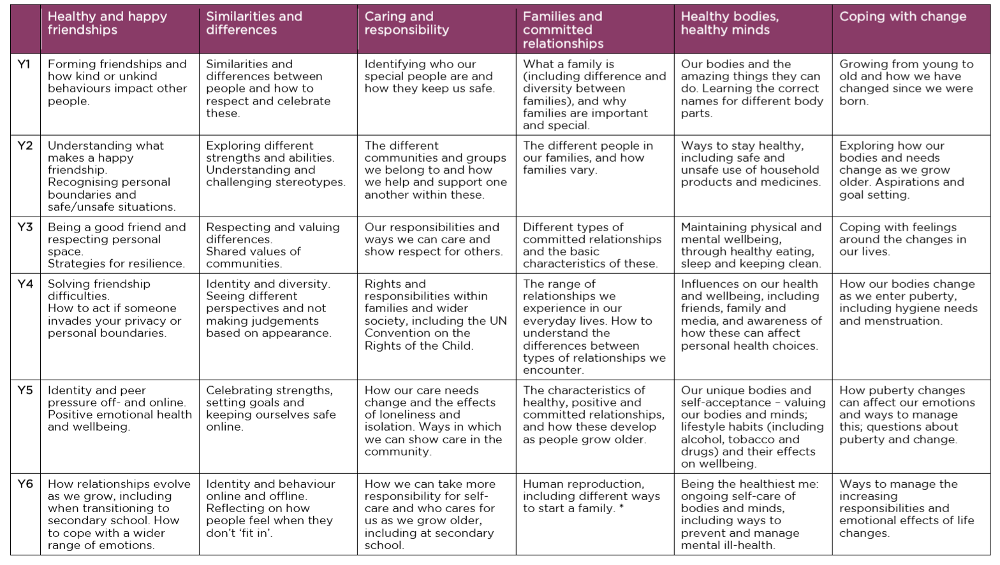 Healthy and happy
friendships
Similarities and
differences
Caring and
responsibility
Families and
committed
relationships
Healthy bodies,
healthy minds
Coping with change
Y1
Forming friendships and
how kind or unkind
behaviours impact other
people.
Similarities and
differences between
people and how to
respect and celebrate
these.
Identifying who our
special people are and
how they keep us safe.
What a family is
(including difference and
diversity between
families), and why
families are important
and special.
Our bodies and the
amazing things they can
do. Learning the correct
names for different body
parts.
Growing from young to
old and how we have
changed since we were
born.
Y2
Understanding what
makes a happy
friendship.
Recognising personal
boundaries and
safe/unsafe situations.
Exploring different
strengths and abilities.
Understanding and
challenging stereotypes.
The different
communities and groups
we belong to and how
we help and support one
another within these.
The different people in
our families, and how
families vary.
Ways to stay healthy,
including safe and
unsafe use of household
products and medicines.
Exploring how our
bodies and needs
change as we grow
older. Aspirations and
goal setting.
Y3
Being a good friend and
respecting personal
space.
Strategies for resilience.
Respecting and valuing
differences.
Shared values of
communities.
Our responsibilities and
ways we can care and
show respect for others.
Different types of
committed relationships
and the basic
characteristics of these.
Maintaining physical and
mental wellbeing,
through healthy eating,
sleep and keeping clean.
Coping with feelings
around the changes in
our lives.
Y4
Solving friendship
difficulties.
How to act if someone
invades your privacy or
personal boundaries.
Identity and diversity.
Seeing different
perspectives and not
making judgements
based on appearance.
Rights and
responsibilities within
families and wider
society, including the UN
Convention on the
Rights of the Child.
The range of
relationships we
experience in our
everyday lives. How to
understand the
differences between
types of relationships we
encounter.
Influences on our health
and wellbeing, including
friends, family and
media, and awareness of
how these can affect
personal health choices.
How our bodies change
as we enter puberty,
including hygiene needs
and menstruation.
Y5
Identity and peer
pressure off- and online.
Positive emotional health
and wellbeing.
Celebrating strengths,
setting goals and
keeping ourselves safe
online.
How our care needs
change and the effects
of loneliness and
isolation. Ways in which
we can show care in the
community.
The characteristics of
healthy, positive and
committed relationships,
and how these develop
as people grow older.
Our unique bodies and
self-acceptance – valuing
our bodies and minds;
lifestyle habits (including
alcohol, tobacco and
drugs) and their effects
on wellbeing.
How puberty changes
can affect our emotions
and ways to manage
this; questions about
puberty and change.
Y6
How relationships evolve
as we grow, including
when transitioning to
secondary school. How
to cope with a wider
range of emotions.
Identity and behaviour
online and offline.
Reflecting on how
people feel when they
don’t ‘fit in’.
How we can take more
responsibility for self-
care and who cares for
us as we grow older,
including at secondary
school.
Human reproduction,
including different ways
to start a family. *
Being the healthiest me:
ongoing self-care of
bodies and minds,
including ways to
prevent and manage
mental ill-health.
Ways to manage the
increasing
responsibilities and
emotional effects of life
changes.